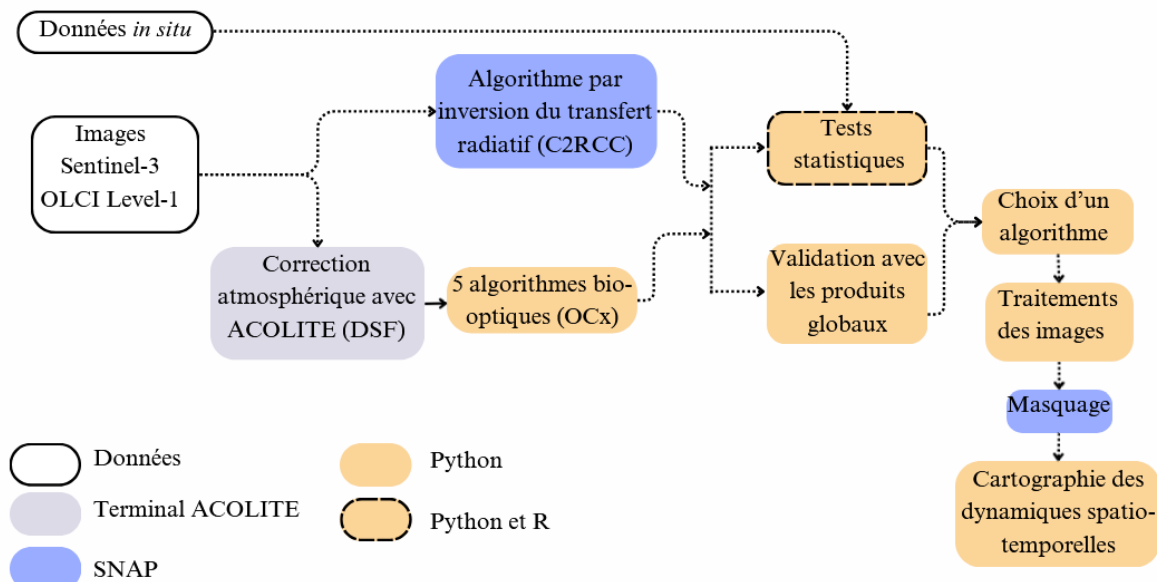 Données in situ
Images
Sentinel-3
OLCI Level-1
Algorithme par
inversion du transfert
radiatif (C2RCC)
Correction
atmosphérique avec
ACOLITE (DSF)
5 algorithmes bio-
optiques (OCx)
Tests
statistiques
Validation avec
les produits
globaux
Choix d’un
algorithme
Traitements
des images
Masquage
Cartographie des
dynamiques spatio-
temporelles
Données
Terminal ACOLITE
SNAP
Python
Python et R